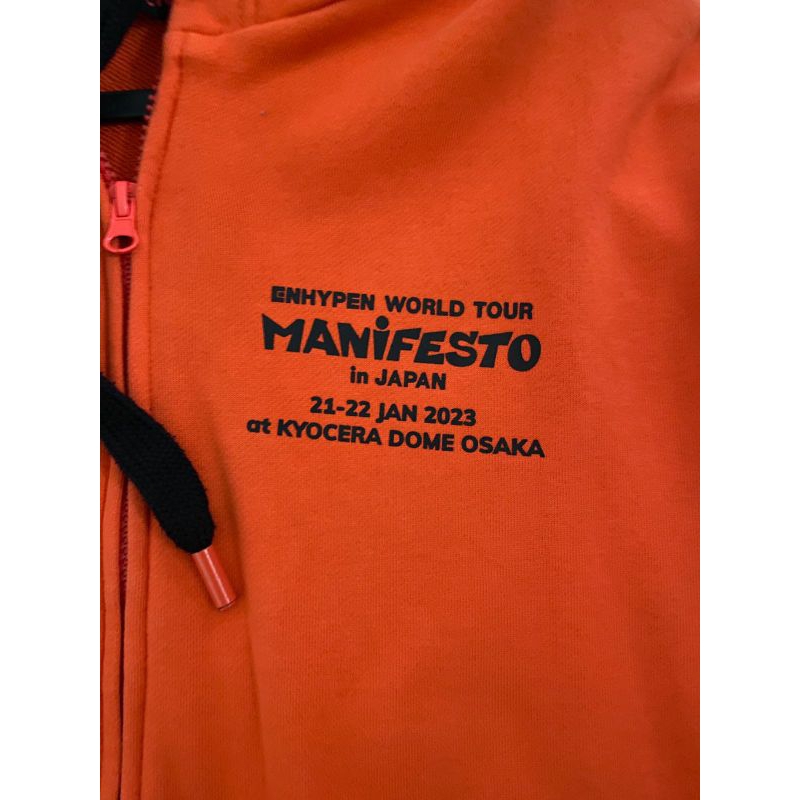 ENHYPEN WORLD TOUR
MANiFESTO
in JAPAN
21-22 JAN 2023
at KYOCERA DOME OSAKA